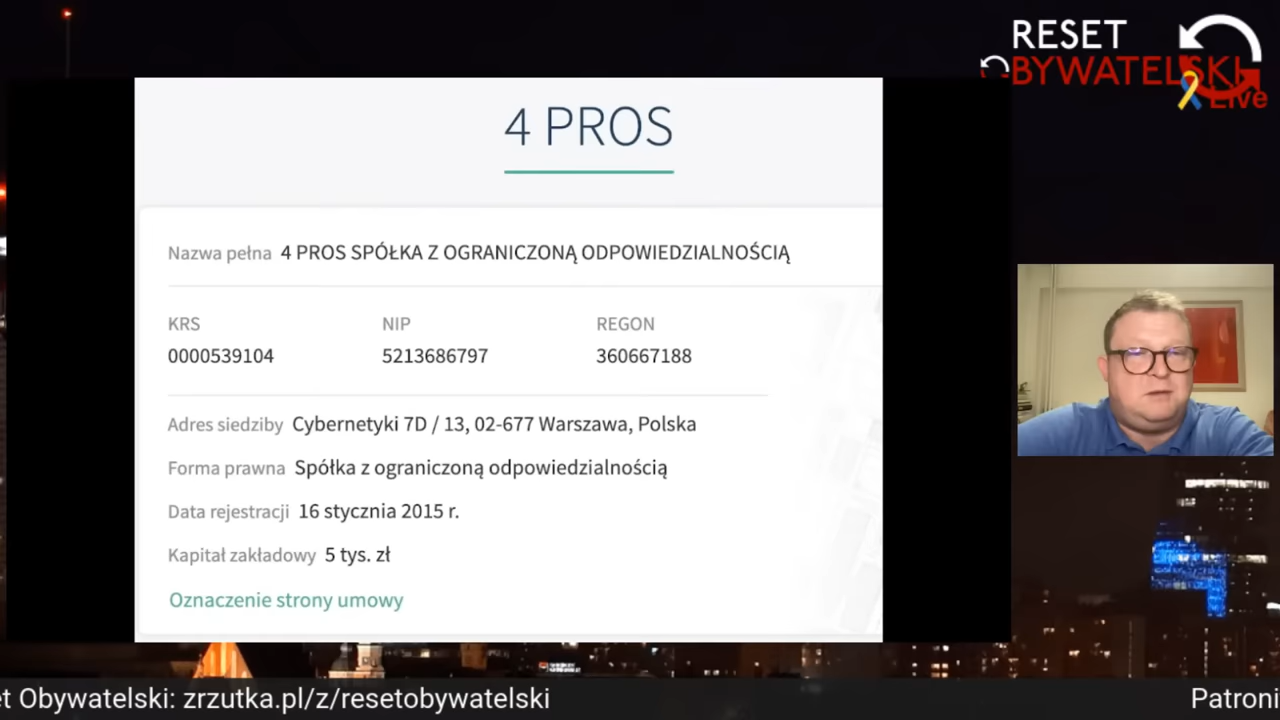 RESET
OBYWATELSKI
Live
4 PROS
Nazwa pełna 4 PROS SPÓŁKA Z OGRANICZONĄ ODPOWIEDZIALNOŚCIĄ
KRS NIP REGON
0000539104 5213686797 360667188
Adres siedziby Cybernetyki 7D / 13, 02-677 Warszawa, Polska
Forma prawna Spółka z ograniczoną odpowiedzialnością
Data rejestracji 16 stycznia 2015 r.
Kapitał zakładowy 5 tys. zł
Oznaczenie strony umowy
et Obywatelski: zrzutka.pl/z/resetobywatelski Patroni